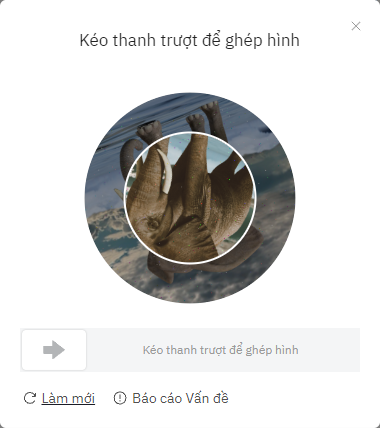 Kéo thanh trượt để ghép hình
Kéo thanh trượt để ghép hình
Làm mới
Báo cáo Vấn đề